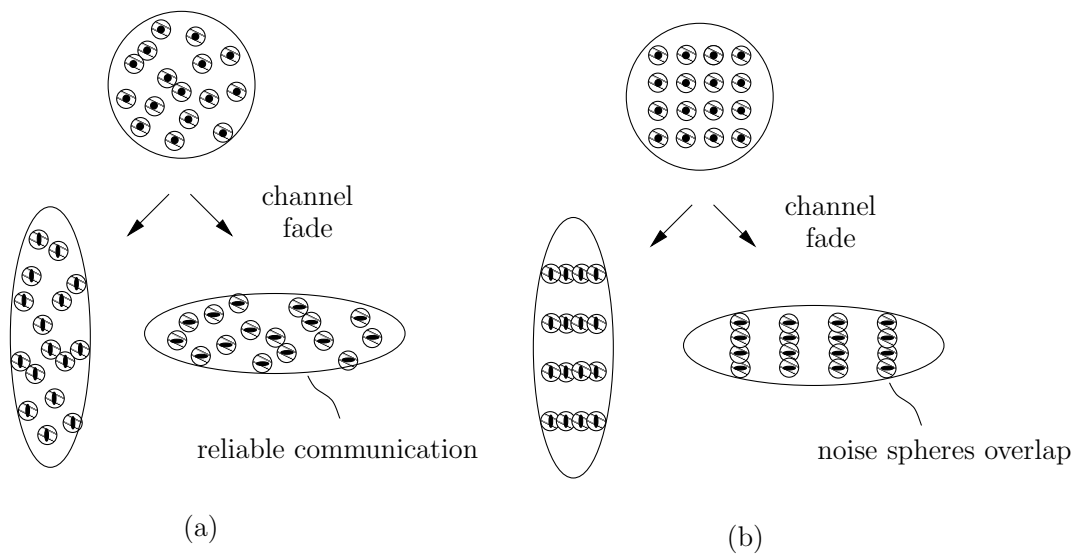 channel
fade
reliable communication
(a)
channel
fade
noise spheres overlap
(b)